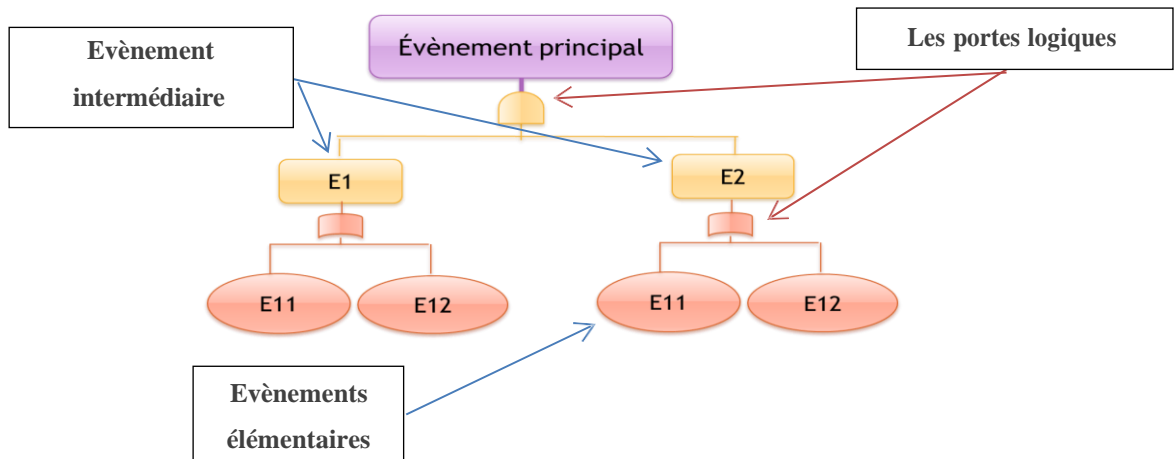 Evènement
intermédiaire
Évènement principal
Les portes logiques
E1
E2
E11
E12
E11
E12
Evènements
élémentaires